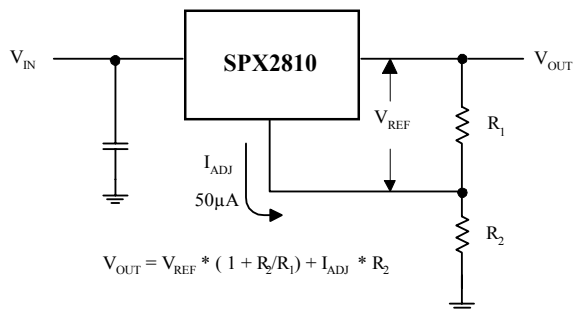 V_IN
SPX2810
V_OUT
V_REF
R_1
I_ADJ
50µA
R_2
V_OUT = V_REF * ( 1 + R_2/R_1) + I_ADJ * R_2